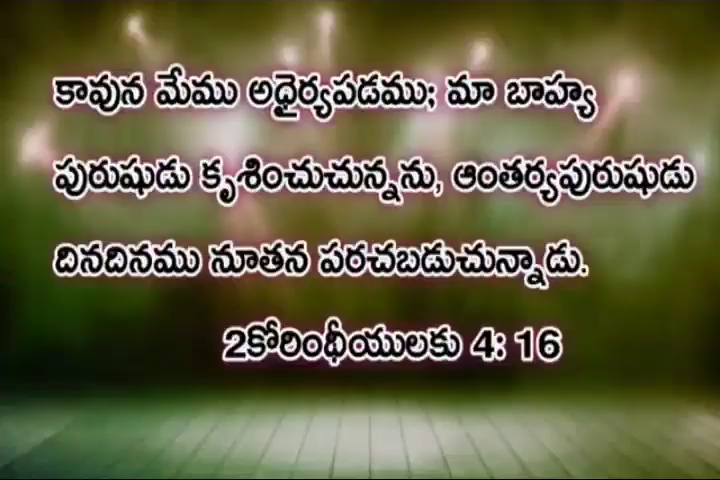 కావున మేము అధైర్యపడము; మా బాహ్య
పురుషుడు కృశించుచున్నను, ఆంతర్యపురుషుడు
దినదినము నూతన పరచబడుచున్నాడు.
2కోరింథీయులకు 4: 16